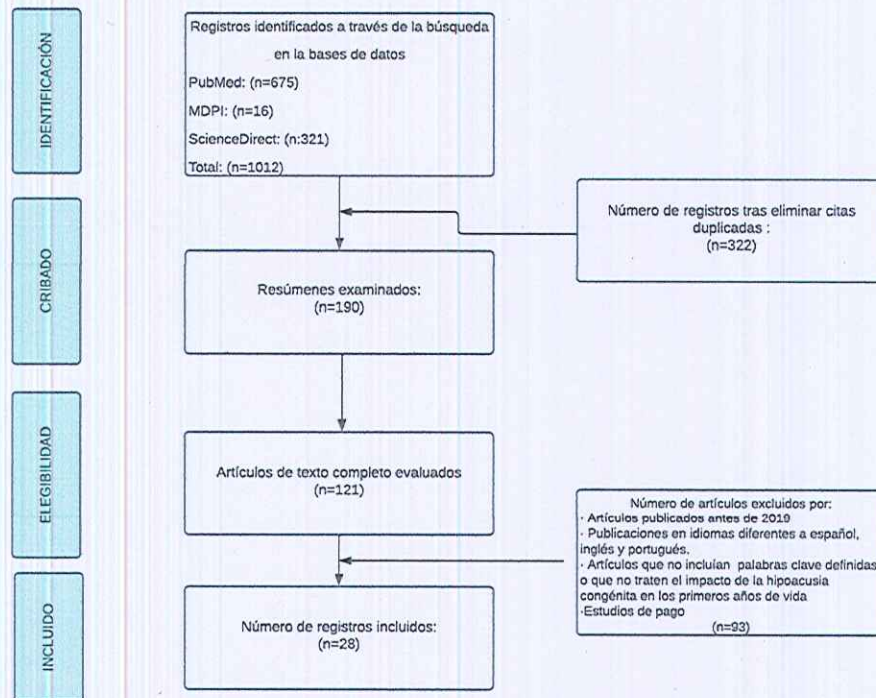 IDENTIFICACIÓN
Registros identificados a través de la búsqueda
en la bases de datos
PubMed: (n=675)
MDPI: (n=16)
ScienceDirect: (n:321)
Total: (n=1012)
Número de registros tras eliminar citas
duplicadas :
(n=322)
CRIBADO
Resúmenes examinados:
(n=190)
ELEGIBILIDAD
Artículos de texto completo evaluados
(n=121)
Número de artículos excluidos por:
· Artículos publicados antes de 2019
· Publicaciones en idiomas diferentes a español,
inglés y portugués.
· Artículos que no incluían palabras clave definidas
o que no traten el impacto de la hipoacusia
congénita en los primeros años de vida
·Estudios de pago
(n=93)
INCLUIDO
Número de registros incluidos:
(n=28)